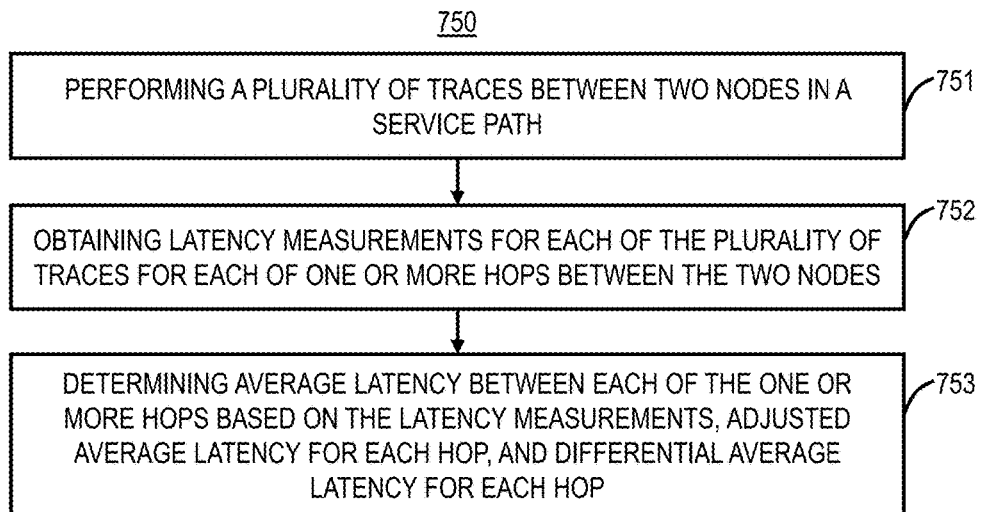 750
PERFORMING A PLURALITY OF TRACES BETWEEN TWO NODES IN A
SERVICE PATH
751
OBTAINING LATENCY MEASUREMENTS FOR EACH OF THE PLURALITY OF
TRACES FOR EACH OF ONE OR MORE HOPS BETWEEN THE TWO NODES
752
DETERMINING AVERAGE LATENCY BETWEEN EACH OF THE ONE OR
MORE HOPS BASED ON THE LATENCY MEASUREMENTS, ADJUSTED
AVERAGE LATENCY FOR EACH HOP, AND DIFFERENTIAL AVERAGE
LATENCY FOR EACH HOP
753